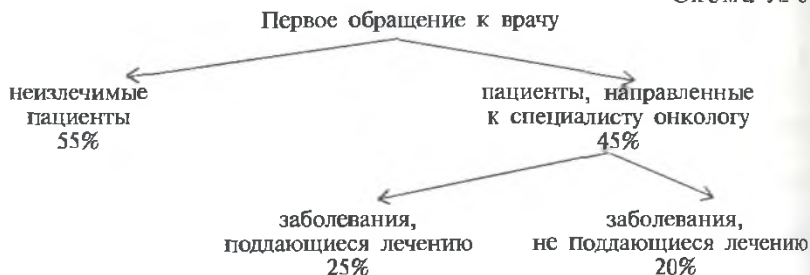 Первое обращение к врачу
неизлечимые
пациенты
55%
пациенты, направленные
к специалисту онкологу
45%
заболевания,
поддающиеся лечению
25%
заболевания,
не поддающиеся лечению
20%